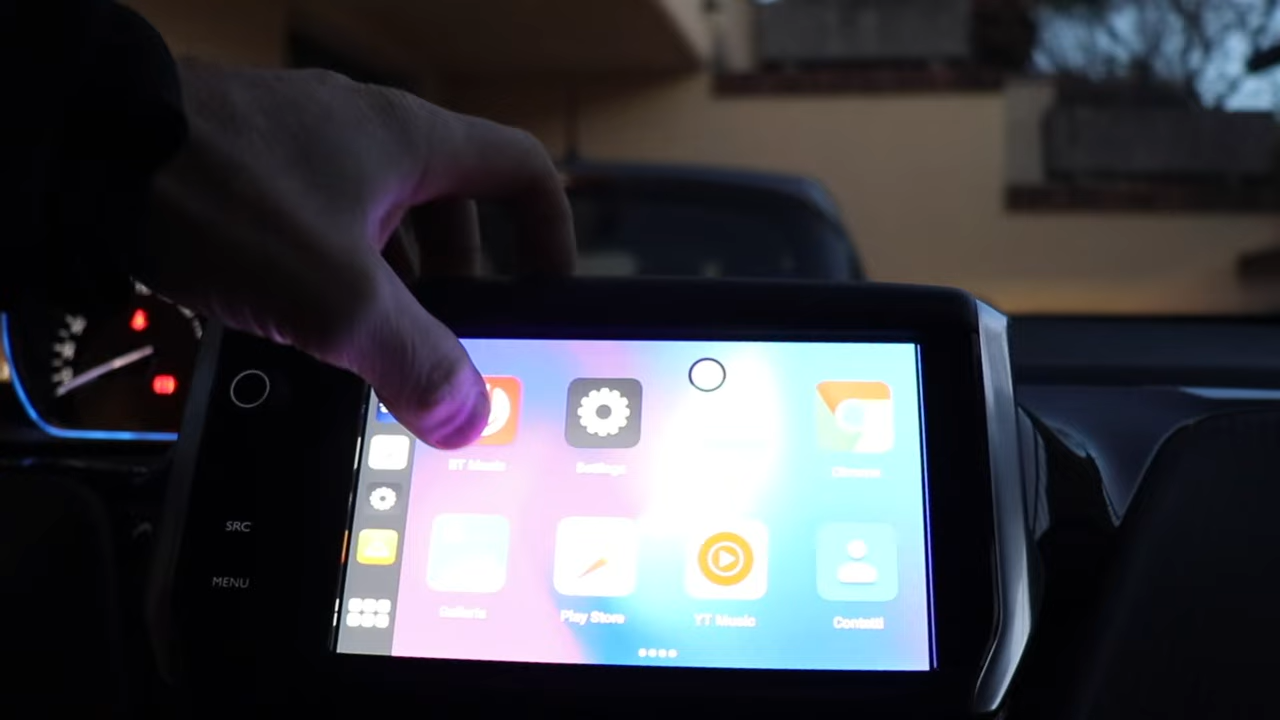 BT Music
Settings
Chrome
SRC
MENU
Galleria
Play Store
YT Music
Contatti